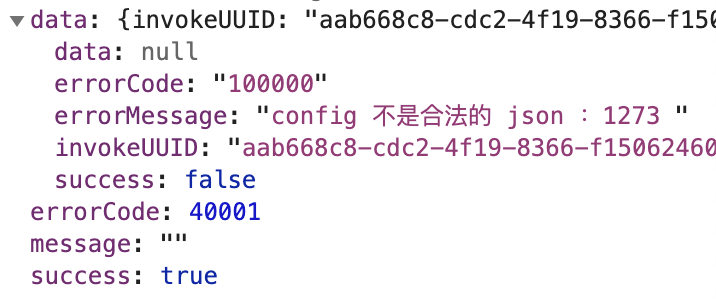 ▼data: {invokeUUID: "aab668c8-cdc2-4f19-8366-f150
data: null
errorCode: "100000"
errorMessage: "config 不是合法的 json : 1273 "
invokeUUID: "aab668c8-cdc2-4f19-8366-f15062460
success: false
errorCode: 40001
message: ""
success: true